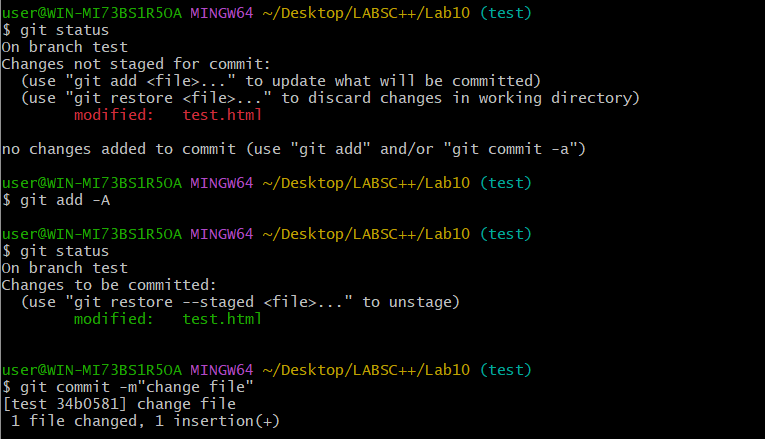 user@WIN-MI73BS1R5OA MINGW64 ~/Desktop/LABSC++/Lab10 (test)
$ git status
On branch test
Changes not staged for commit:
  (use "git add <file>..." to update what will be committed)
  (use "git restore <file>..." to discard changes in working directory)
        modified:   test.html

no changes added to commit (use "git add" and/or "git commit -a")

user@WIN-MI73BS1R5OA MINGW64 ~/Desktop/LABSC++/Lab10 (test)
$ git add -A

user@WIN-MI73BS1R5OA MINGW64 ~/Desktop/LABSC++/Lab10 (test)
$ git status
On branch test
Changes to be committed:
  (use "git restore --staged <file>..." to unstage)
        modified:   test.html


user@WIN-MI73BS1R5OA MINGW64 ~/Desktop/LABSC++/Lab10 (test)
$ git commit -m"change file"
[test 34b0581] change file
 1 file changed, 1 insertion(+)